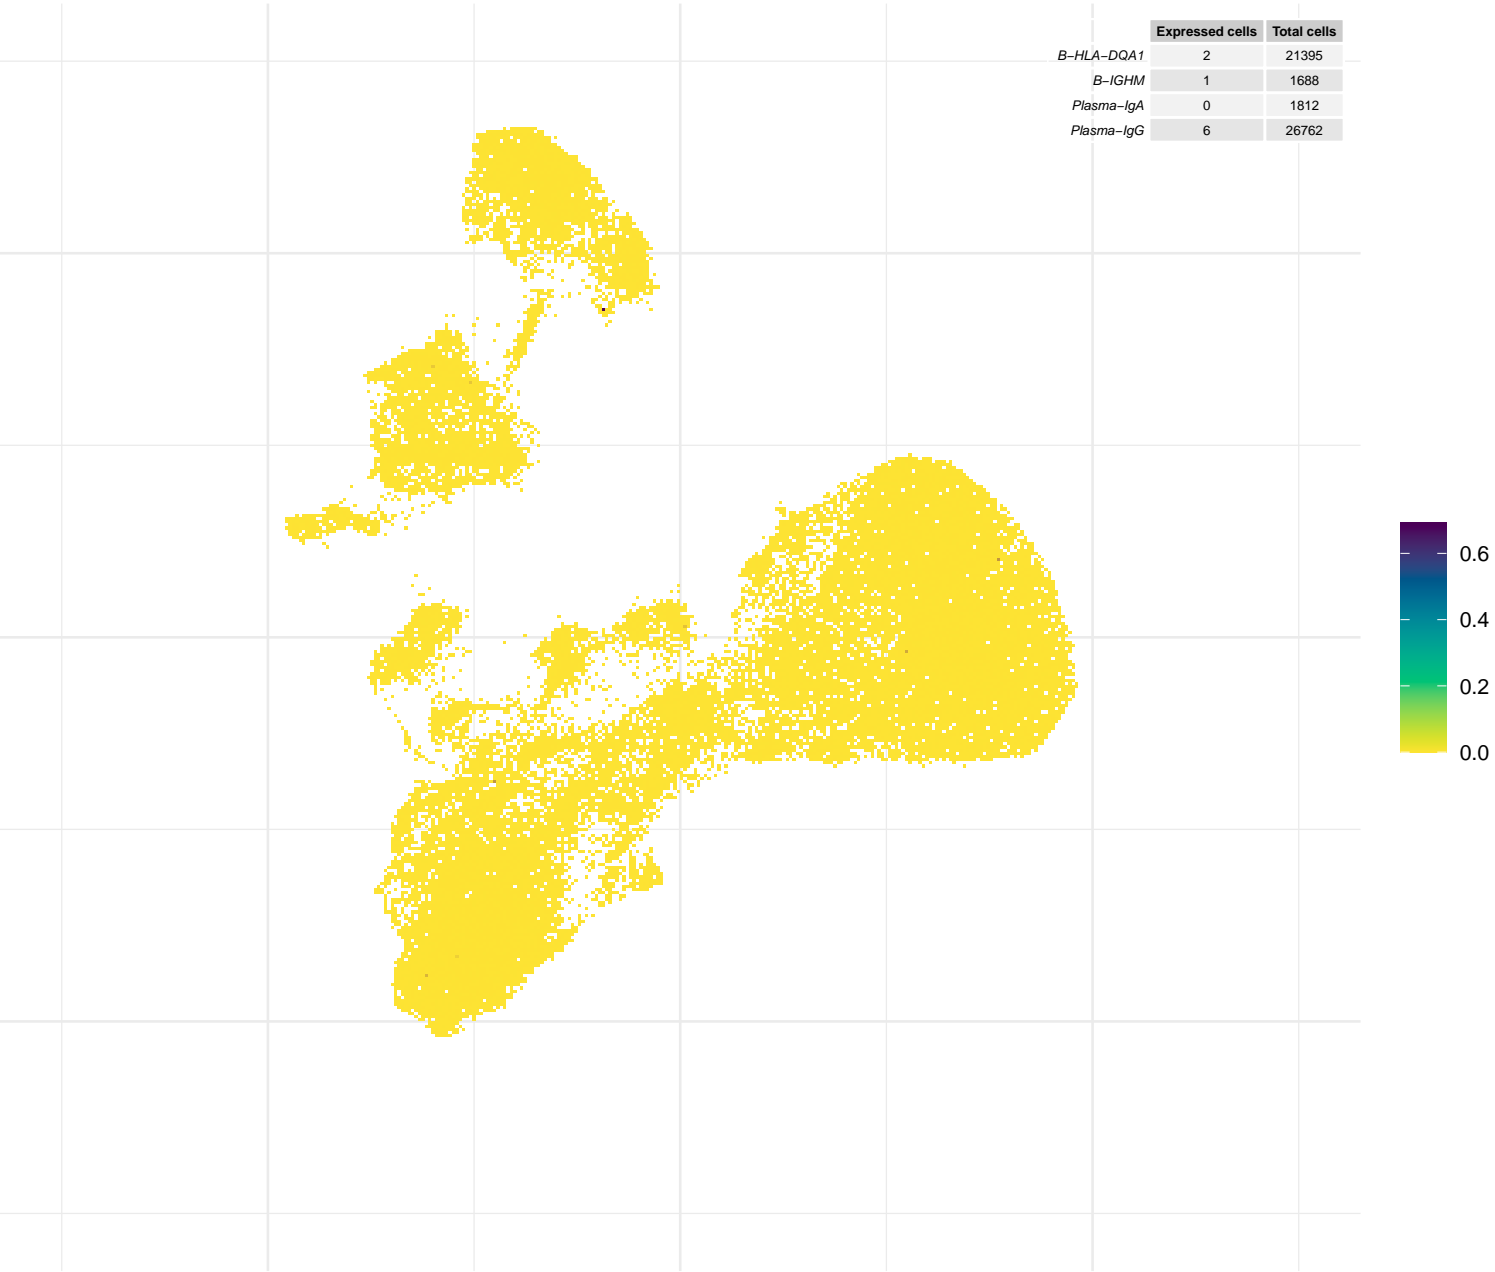 Expressed cells Total cells
B−HLA−DQA1 2 21395
B−IGHM 1 1688
Plasma−IgA 0 1812
Plasma−IgG 6 26762
0.6
0.4
0.2
0.0